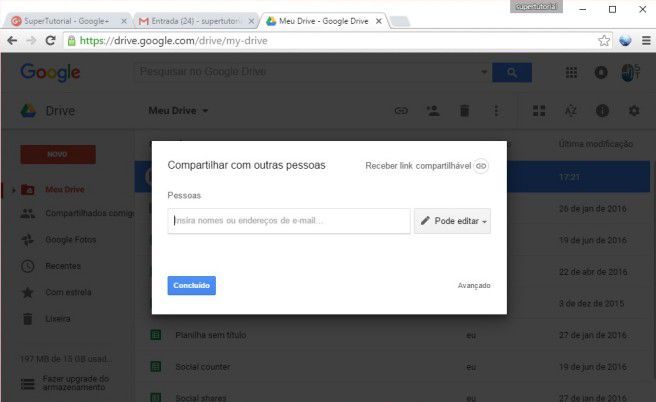 supertutorial
SuperTutorial - Google+
Entrada (24) - supertutoria
Meu Drive - Google Drive
https://drive.google.com/drive/my-drive
Google
Pesquisar no Google Drive
Drive
Meu Drive
NOVO
Última modificação
Compartilhar com outras pessoas
Receber link compartilhável
17:21
Meu Drive
Pessoas
Compartilhados comigo
26 de jan de 2016
Insira nomes ou endereços de e-mail...
Pode editar
Google Fotos
19 de jun de 2016
Recentes
22 de abr de 2016
Concluído
Avançado
Com estrela
3 de dez de 2015
Lixeira
Planilha sem título
eu
27 de jan de 2016
197 MB de 15 GB usad...
Social counter
eu
19 de jun de 2016
Fazer upgrade do
armazenamento
Social shares
eu
27 de jan de 2016